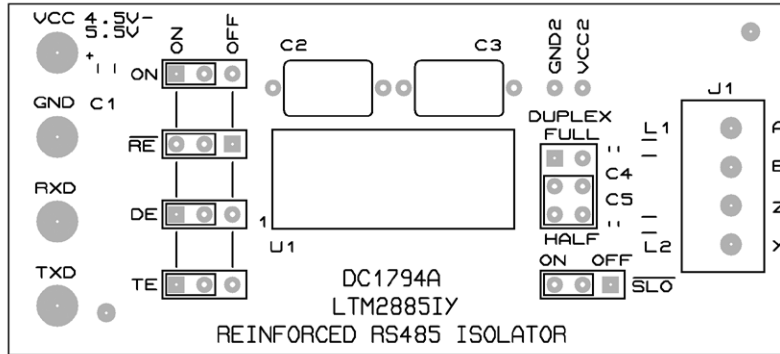 VCC 4.5V-
5.5V
+
ON
OFF
ON
C2
C3
GND2
VCC2
J1
GND
C1
RE
DUPLEX
FULL
L1
C4
A
B
RXD
DE
C5
Z
1
U1
HALF
L2
TXD
TE
ON OFF
SLO
DC1794A
LTM2885IY
REINFORCED RS485 ISOLATOR